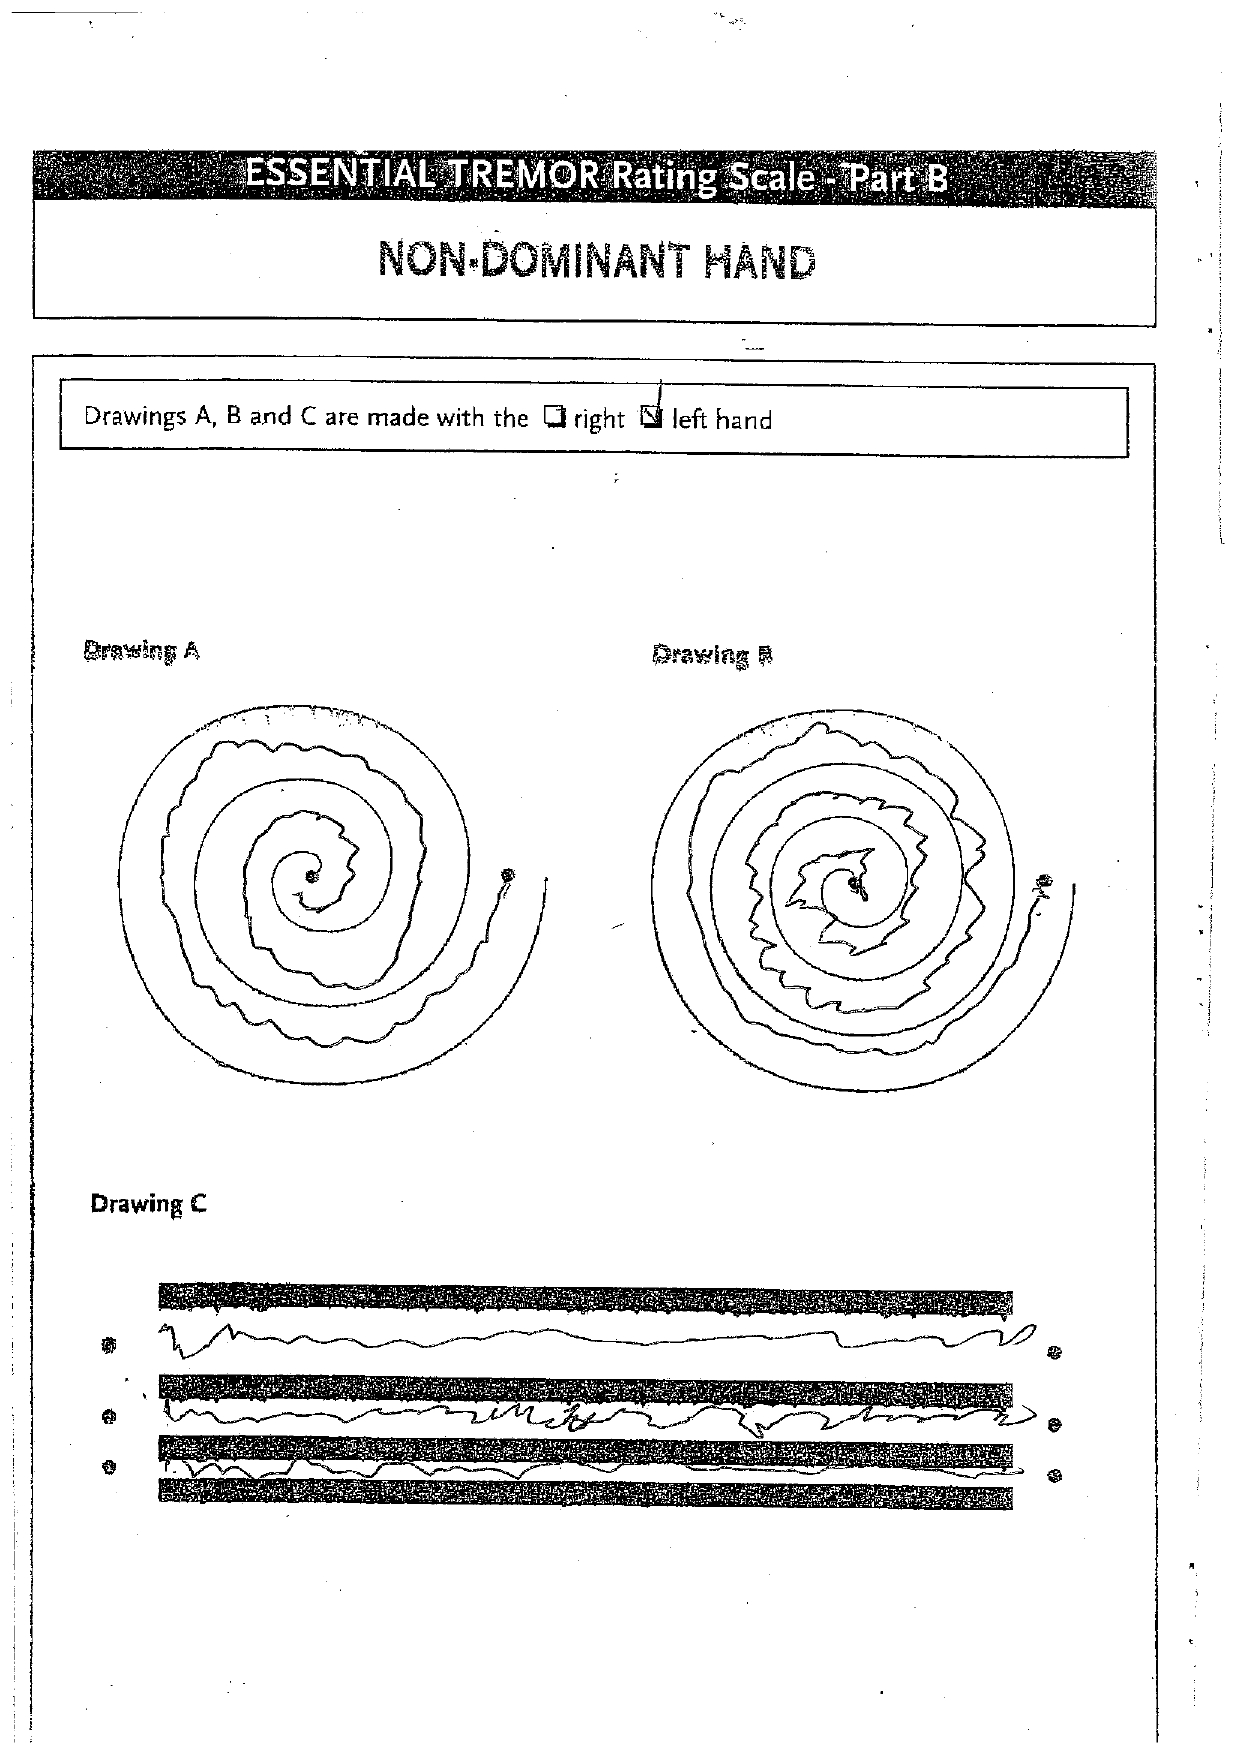 ESSENTIAL TREMOR Rating Scale - Part B
NON-DOMINANT HAND
Drawings A, B and C are made with the ☐ right ☑ left hand
Drawing A
Drawing B
Drawing C